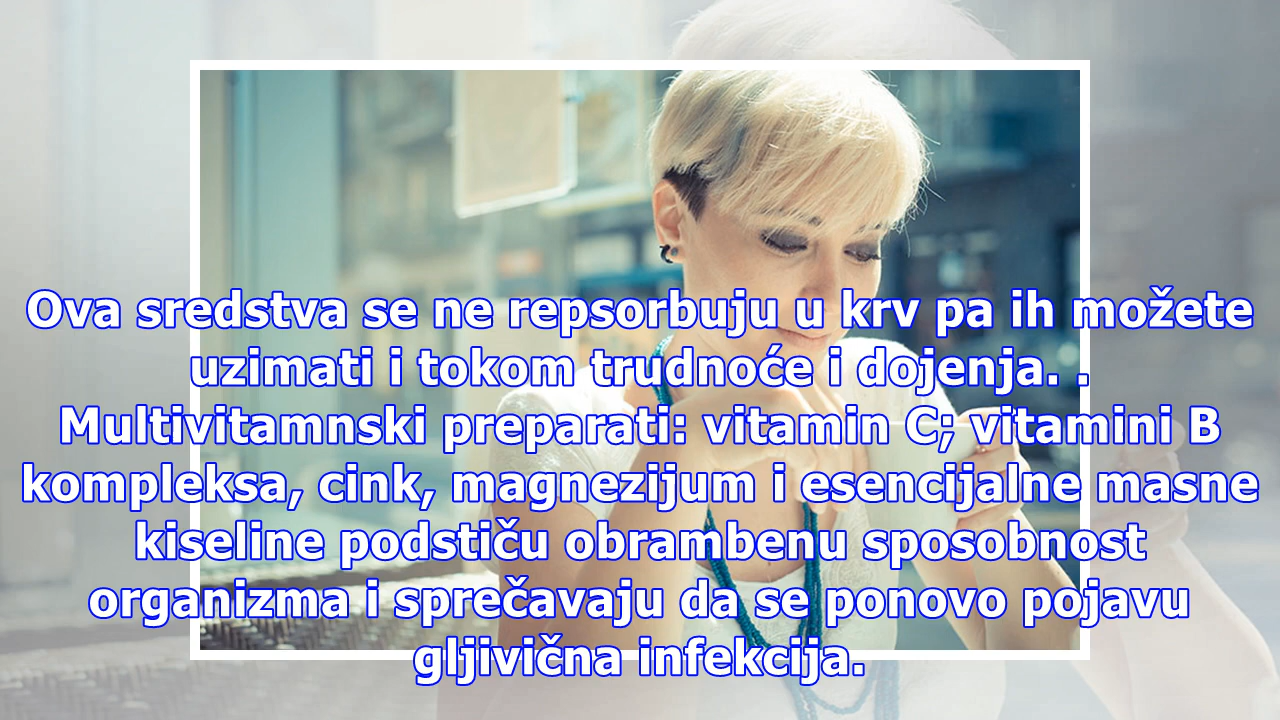 Ova sredstva se ne repsorbuju u krv pa ih možete
uzimati i tokom trudnoće i dojenja. .
Multivitamnski preparati: vitamin C; vitamini B
kompleksa, cink, magnezijum i esencijalne masne
kiseline podstiču obrambenu sposobnost
organizma i sprečavaju da se ponovo pojavu
gljivična infekcija.